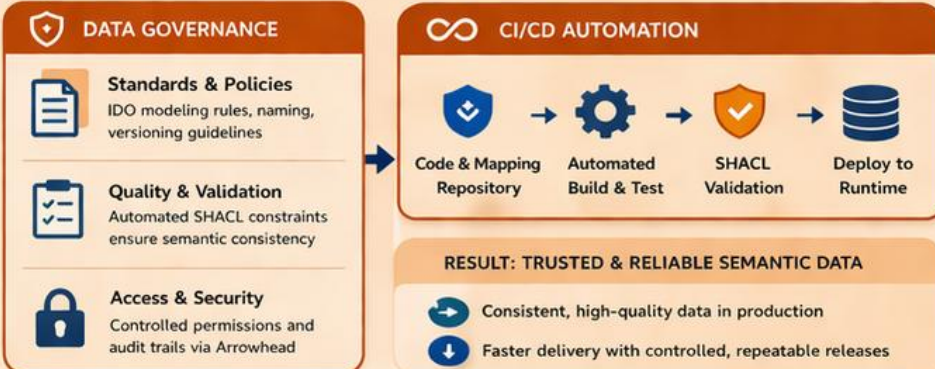 DATA GOVERNANCE
Standards & Policies
IDO modeling rules, naming,
versioning guidelines
Quality & Validation
Automated SHACL constraints
ensure semantic consistency
Access & Security
Controlled permissions and
audit trails via Arrowhead
CI/CD AUTOMATION
Code & Mapping
Repository
Automated
Build & Test
SHACL
Validation
Deploy to
Runtime
RESULT: TRUSTED & RELIABLE SEMANTIC DATA
Consistent, high-quality data in production
Faster delivery with controlled, repeatable releases